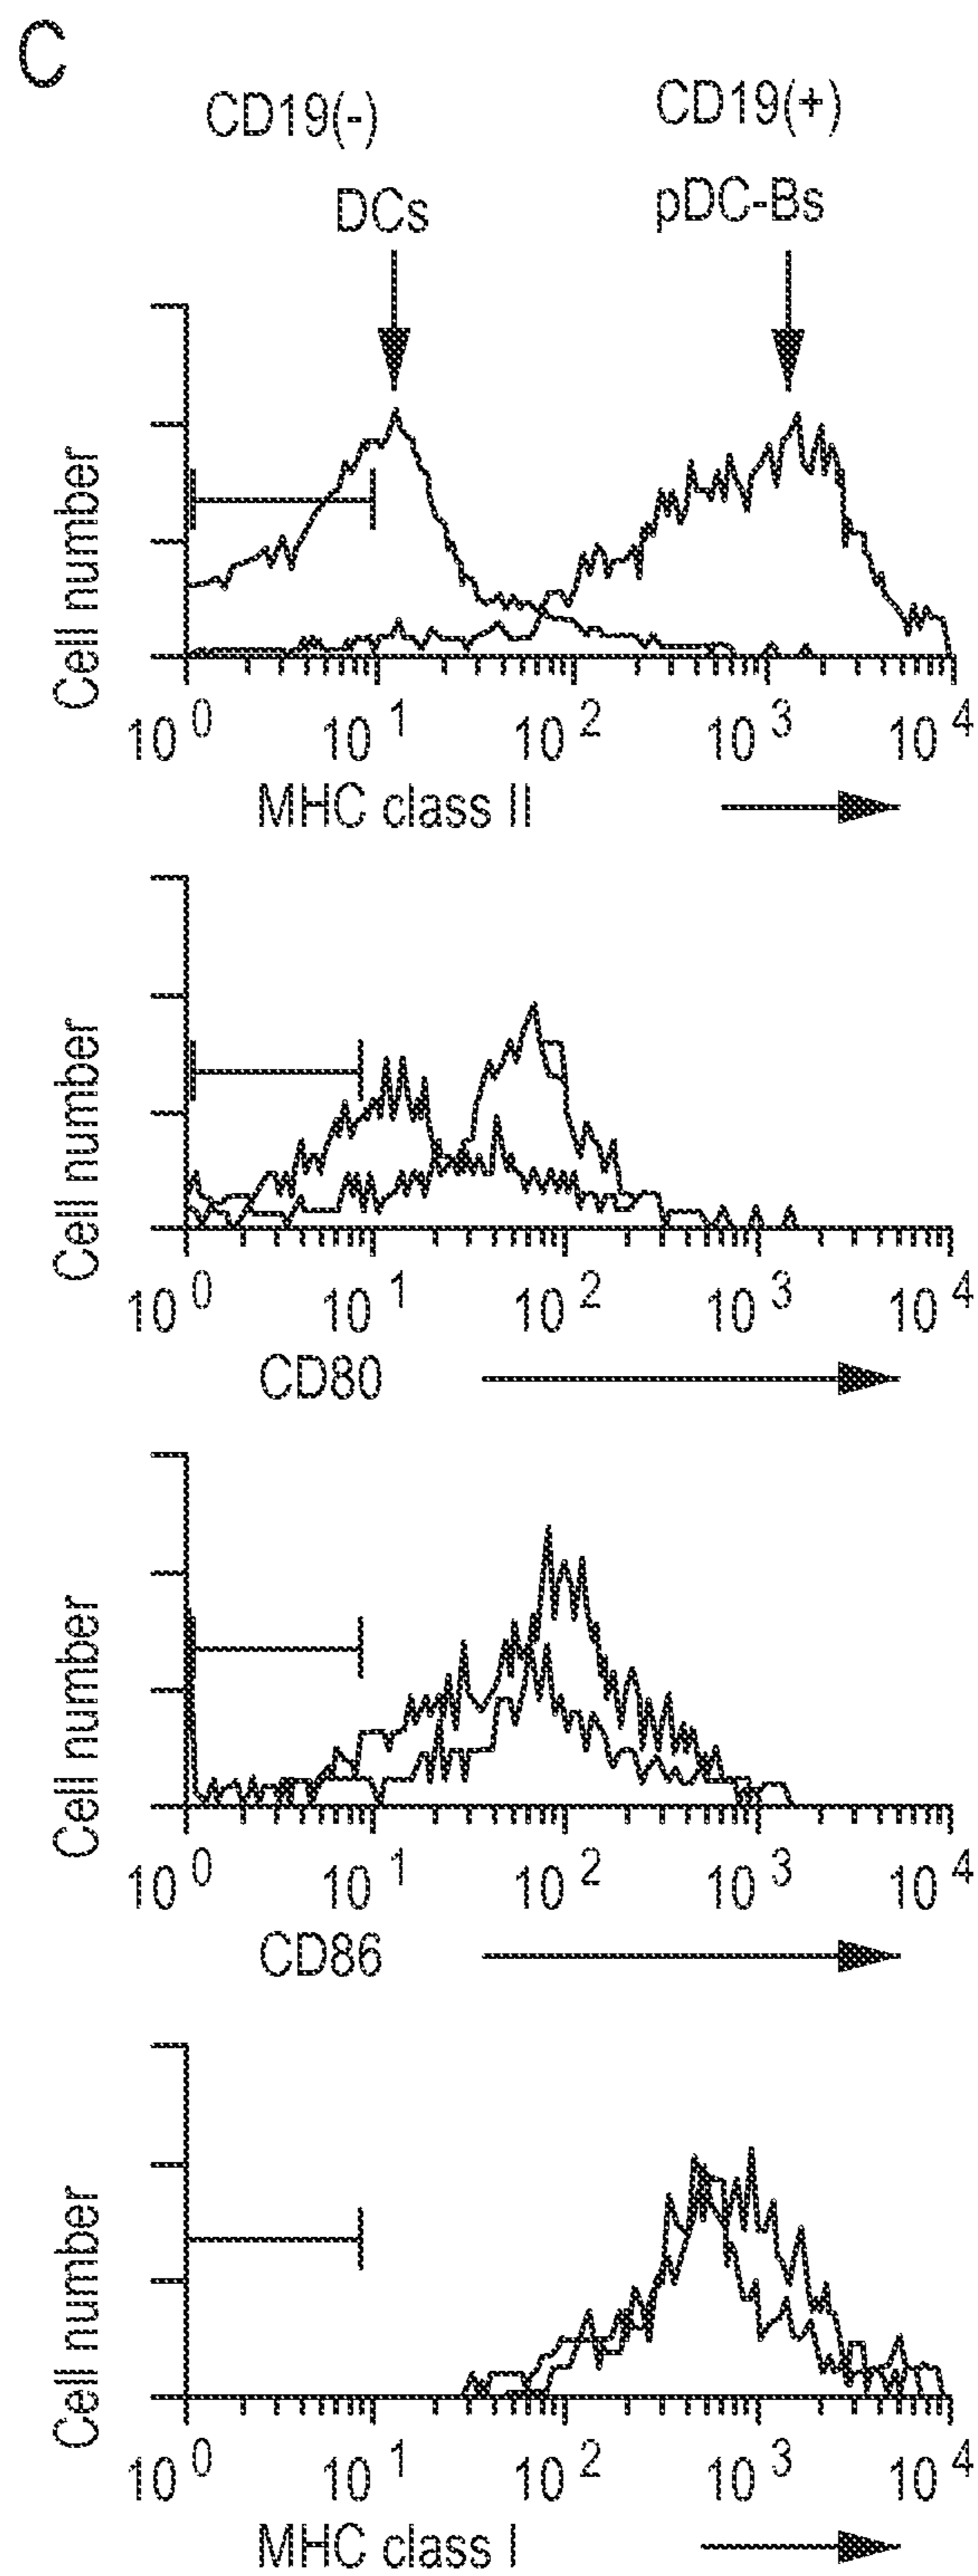 C
CD19(-) CD19(+)
DCs pDC-Bs
Cell number
10^0 10^1 10^2 10^3 10^4
MHC class II
Cell number
10^0 10^1 10^2 10^3 10^4
CD80
Cell number
10^0 10^1 10^2 10^3 10^4
CD86
Cell number
10^0 10^1 10^2 10^3 10^4
MHC class I